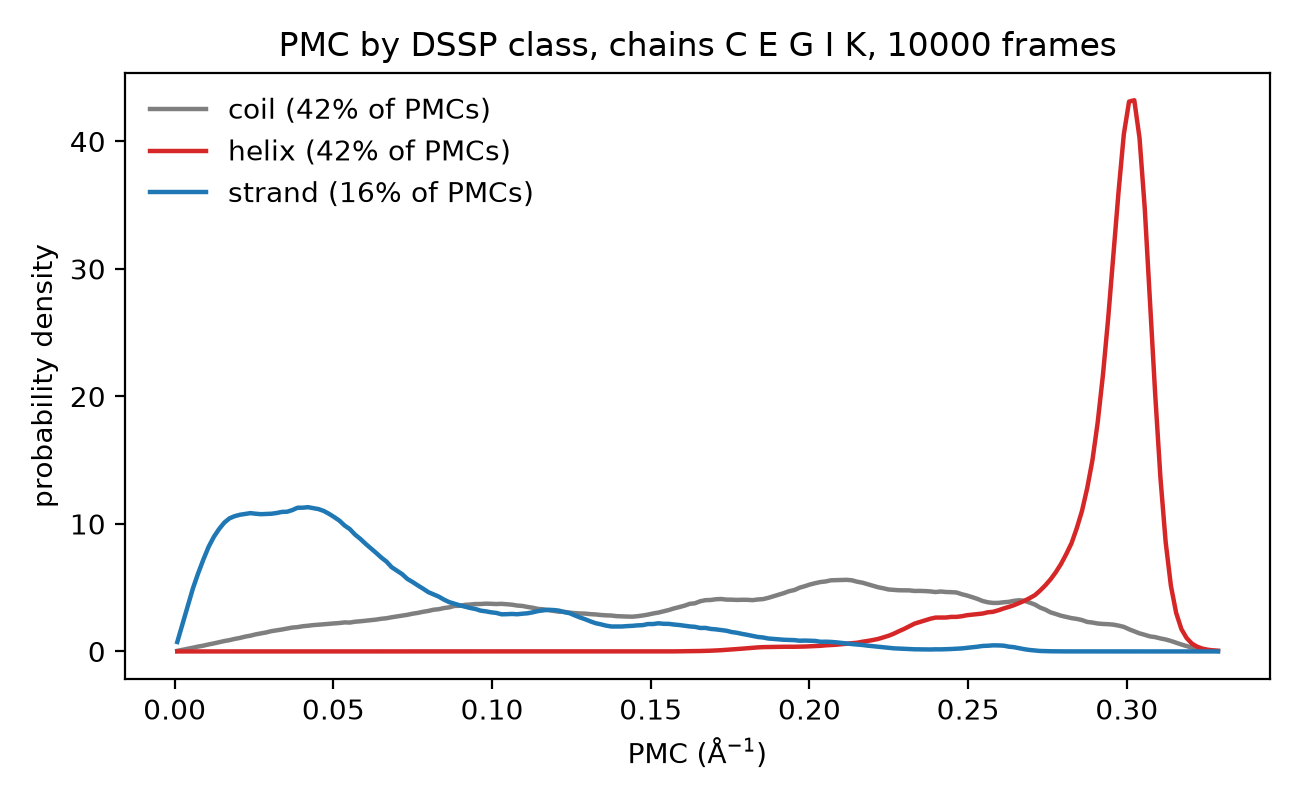 PMC by DSSP class, chains C E G I K, 10000 frames
coil (42% of PMCs)
helix (42% of PMCs)
strand (16% of PMCs)
probability density
40
30
20
10
0
0.00 0.05 0.10 0.15 0.20 0.25 0.30
PMC (Å⁻¹)